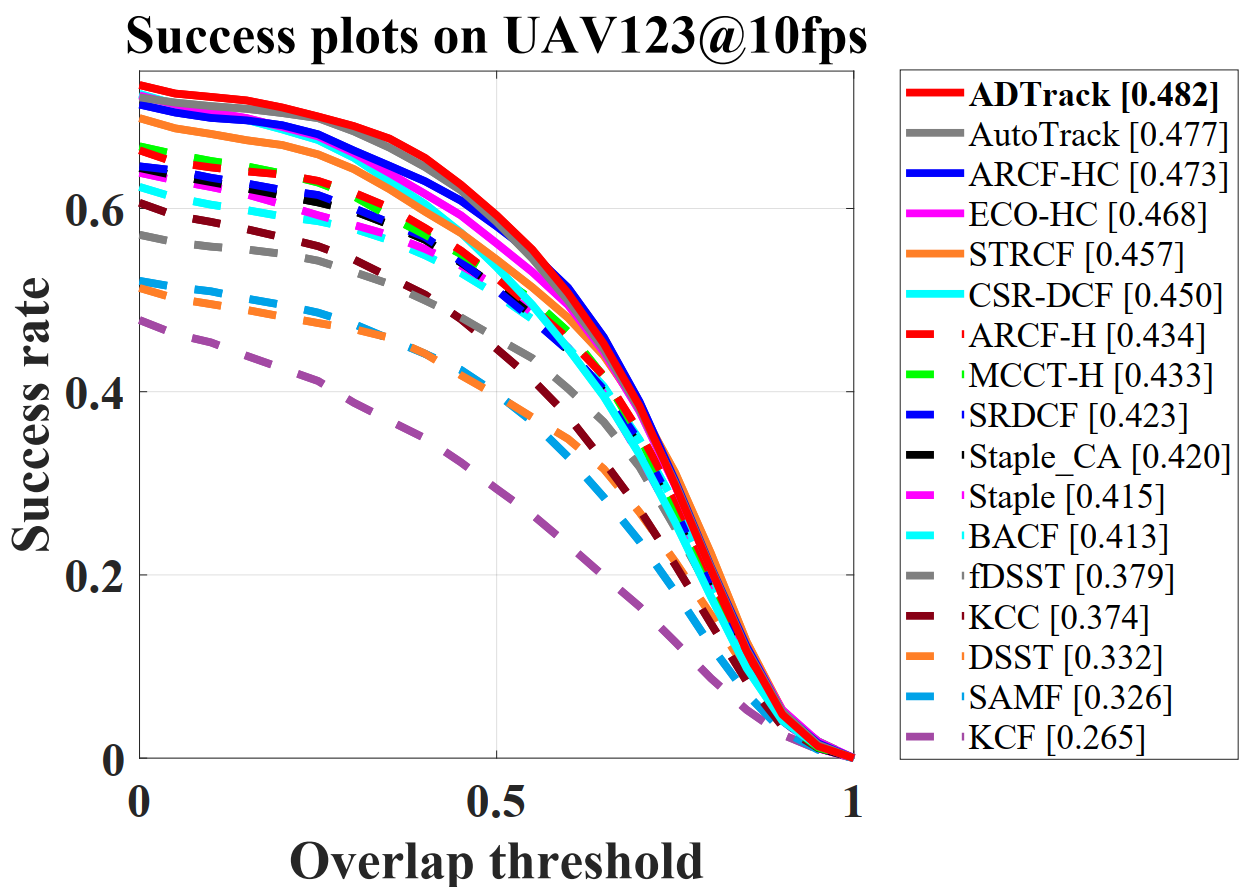 Success plots on UAV123@10fps
Success rate
0.6
0.4
0.2
0
0
0.5
1
Overlap threshold
ADTrack [0.482]
AutoTrack [0.477]
ARCF-HC [0.473]
ECO-HC [0.468]
STRCF [0.457]
CSR-DCF [0.450]
ARCF-H [0.434]
MCCT-H [0.433]
SRDCF [0.423]
Staple_CA [0.420]
Staple [0.415]
BACF [0.413]
fDSST [0.379]
KCC [0.374]
DSST [0.332]
SAMF [0.326]
KCF [0.265]